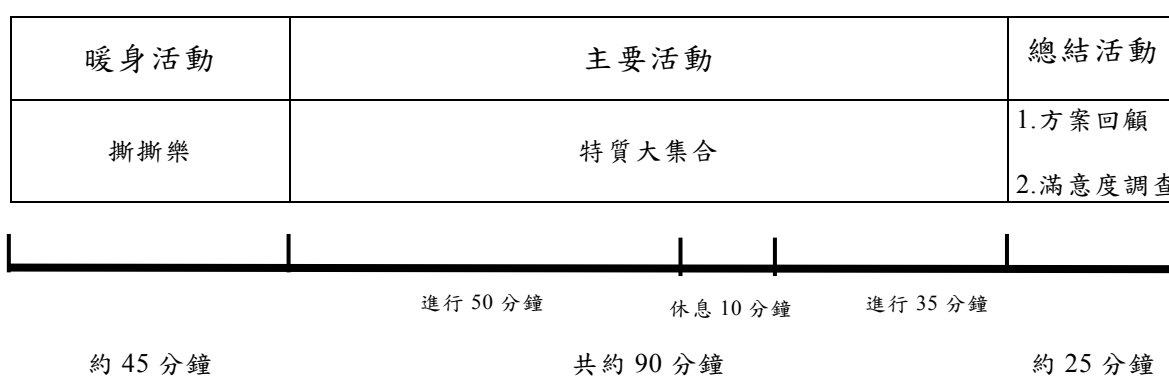 暖身活動 主要活動 總結活動
撕撕樂 特質大集合 1.方案回顧
2.滿意度調查
進行 50 分鐘 休息 10 分鐘 進行 35 分鐘
約 45 分鐘 共約 90 分鐘 約 25 分鐘